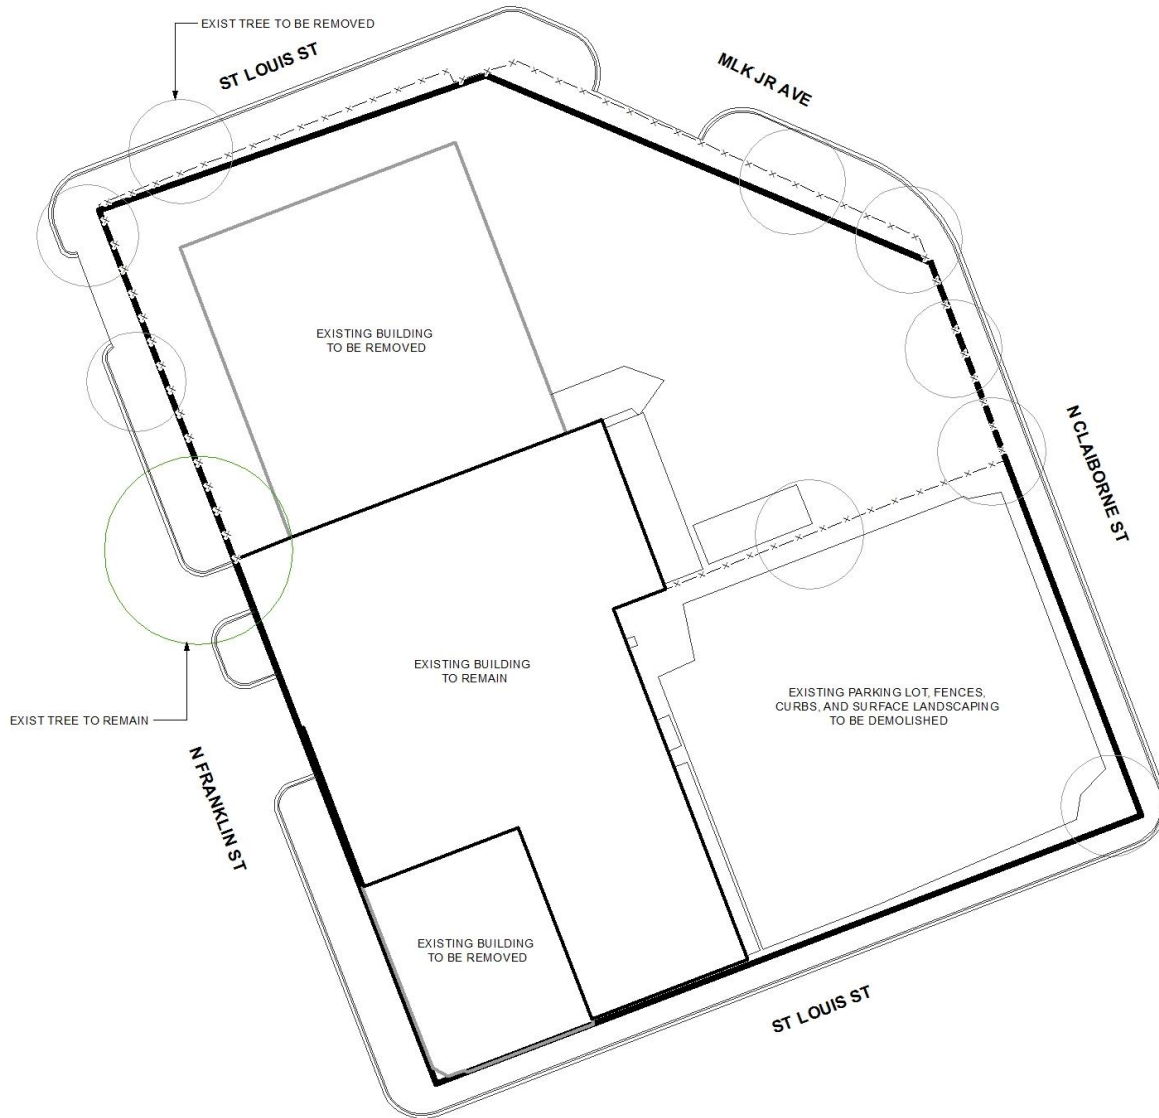 EXIST TREE TO BE REMOVED
ST LOUIS ST
MLK JR AVE
EXISTING BUILDING
TO BE REMOVED
N CLAIBORNE ST
EXISTING BUILDING
TO REMAIN
EXISTING PARKING LOT, FENCES,
CURBS, AND SURFACE LANDSCAPING
TO BE DEMOLISHED
EXIST TREE TO REMAIN
N FRANKLIN ST
EXISTING BUILDING
TO BE REMOVED
ST LOUIS ST